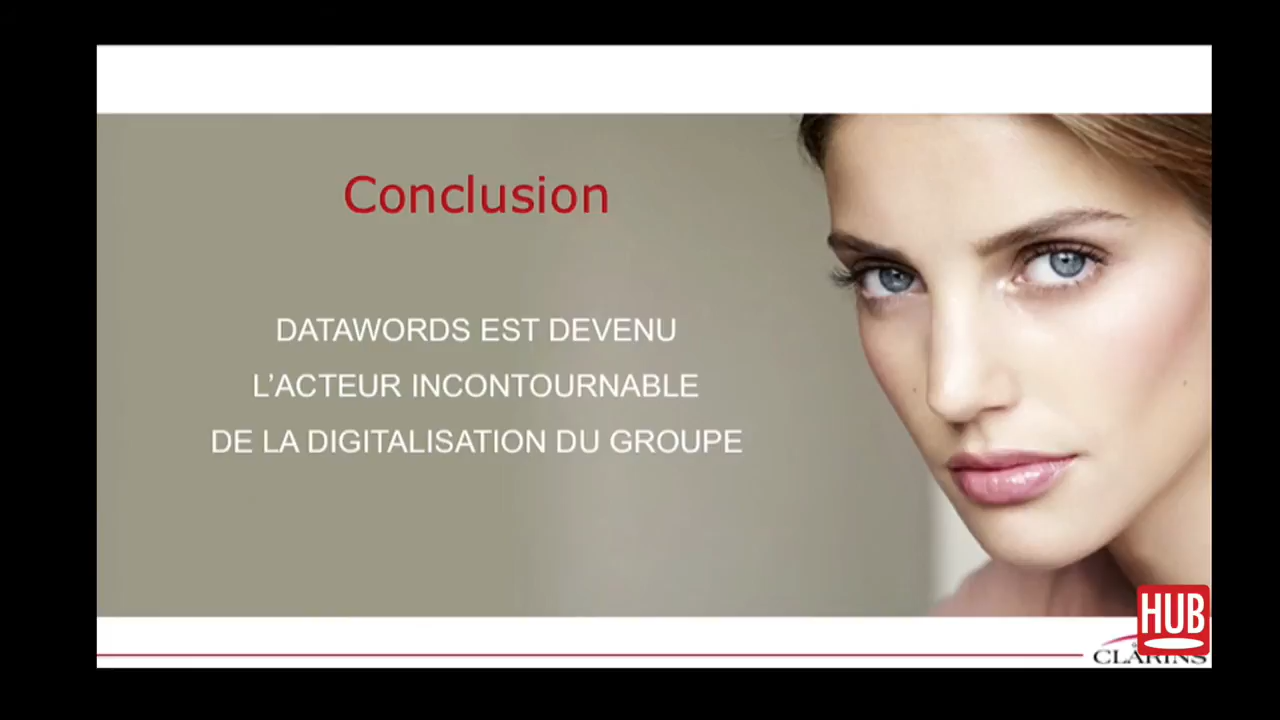 Conclusion
DATAWORDS EST DEVENU
L’ACTEUR INCONTOURNABLE
DE LA DIGITALISATION DU GROUPE
HUB
CLARINS